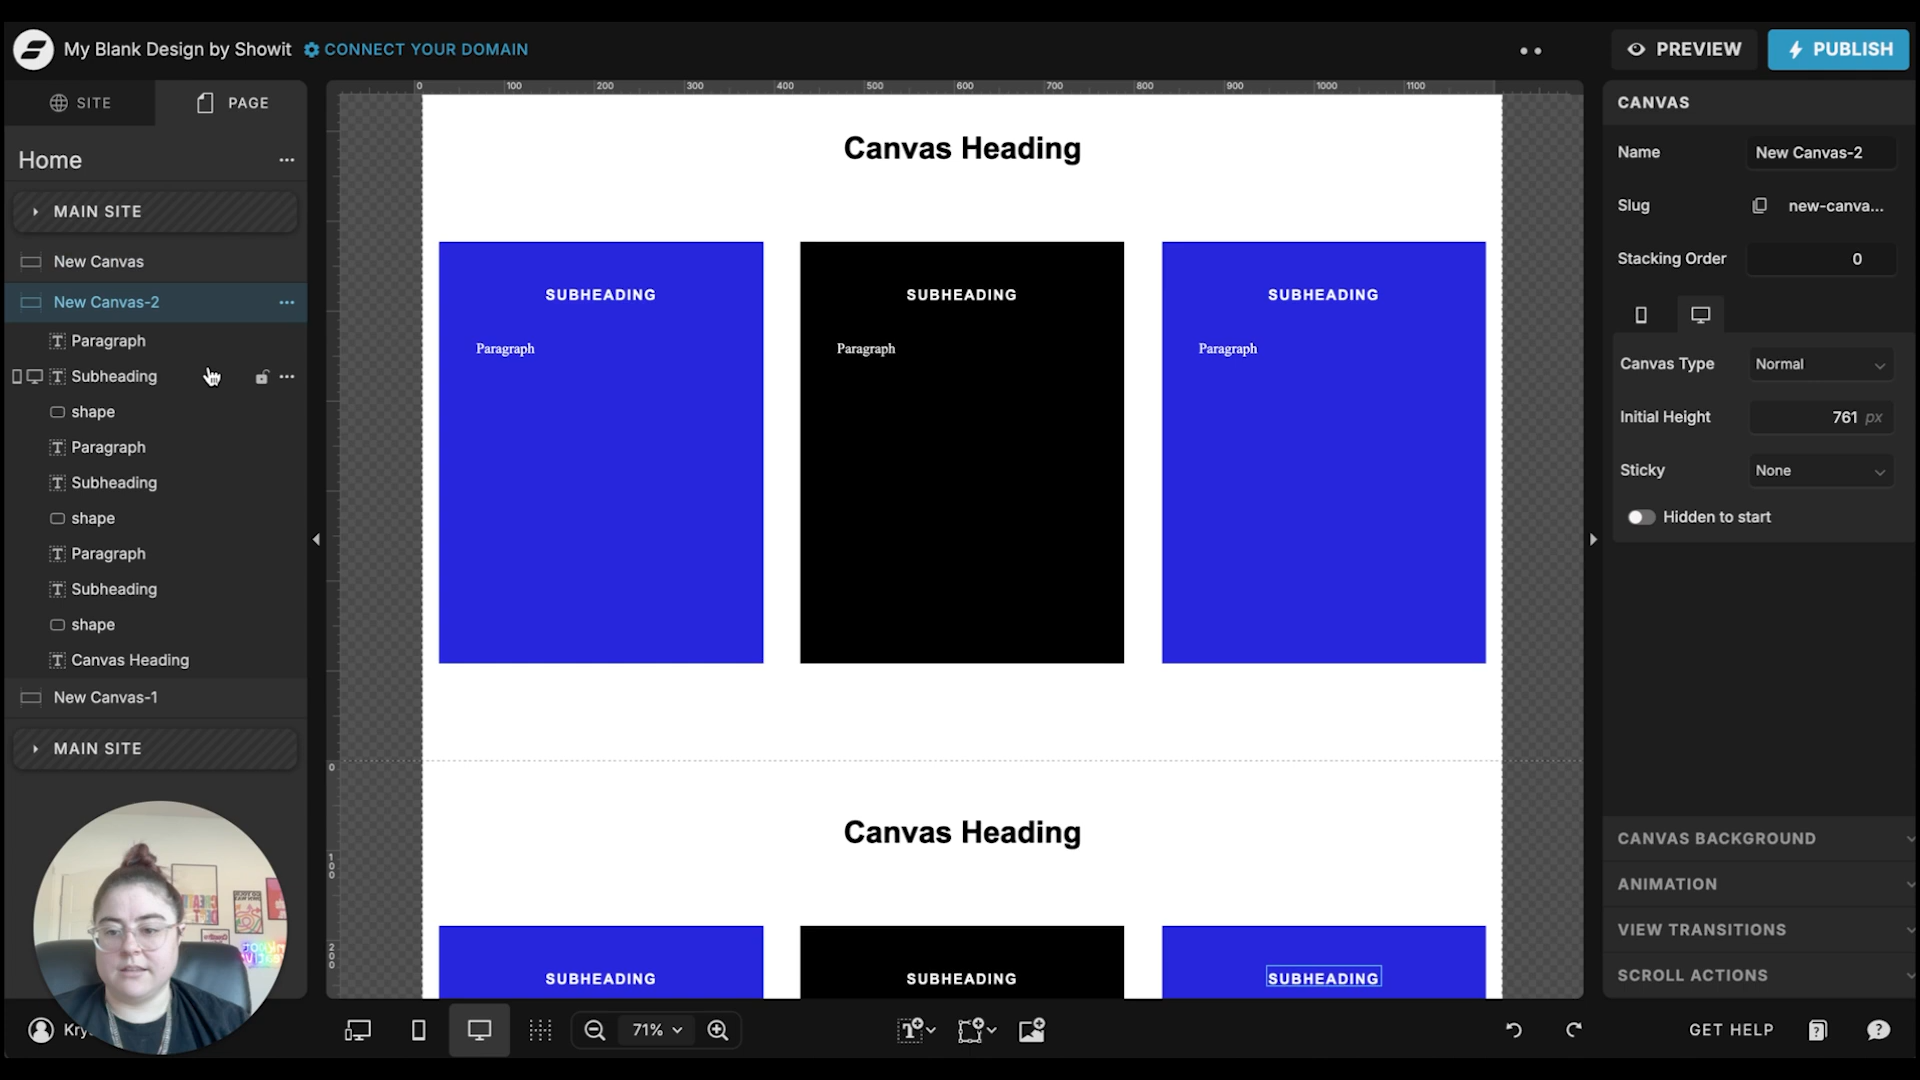 My Blank Design by Showit
CONNECT YOUR DOMAIN
PREVIEW
PUBLISH
SITE
PAGE
Home
MAIN SITE
New Canvas
New Canvas-2
Paragraph
Subheading
shape
Paragraph
Subheading
shape
Paragraph
Subheading
shape
Canvas Heading
New Canvas-1
MAIN SITE
0 100 200 300 400 500 600 700 800 900 1000 1100
Canvas Heading
SUBHEADING SUBHEADING SUBHEADING
Paragraph Paragraph Paragraph
0
100
200
Canvas Heading
SUBHEADING SUBHEADING SUBHEADING
CANVAS
Name New Canvas-2
Slug new-canva...
Stacking Order 0
Canvas Type Normal
Initial Height 761 px
Sticky None
Hidden to start
CANVAS BACKGROUND
ANIMATION
VIEW TRANSITIONS
SCROLL ACTIONS
71%
GET HELP